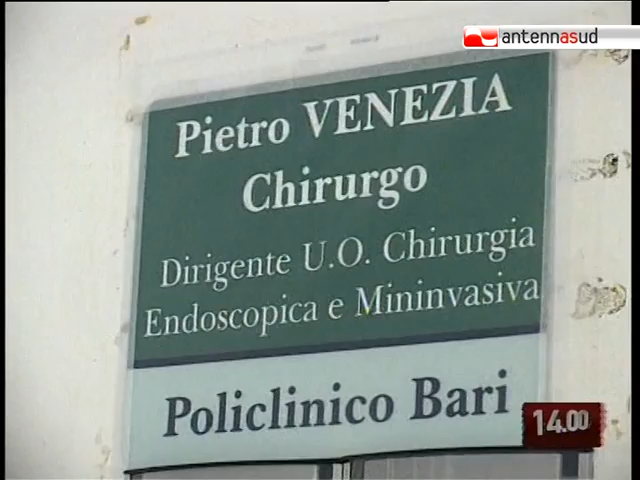 antennasud
Pietro VENEZIA
Chirurgo
Dirigente U.O. Chirurgia
Endoscopica e Mininvasiva
Policlinico Bari
14.00